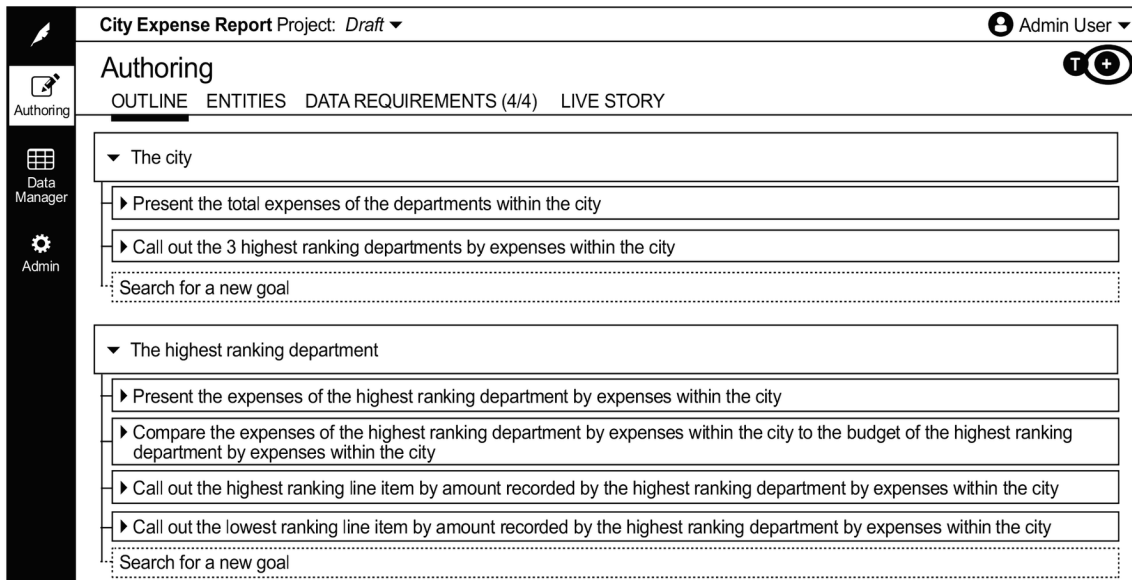 City Expense Report Project: Draft
Admin User
Authoring
T +
OUTLINE ENTITIES DATA REQUIREMENTS (4/4) LIVE STORY
Authoring
Data
Manager
Admin
The city
Present the total expenses of the departments within the city
Call out the 3 highest ranking departments by expenses within the city
Search for a new goal
The highest ranking department
Present the expenses of the highest ranking department by expenses within the city
Compare the expenses of the highest ranking department by expenses within the city to the budget of the highest ranking
department by expenses within the city
Call out the highest ranking line item by amount recorded by the highest ranking department by expenses within the city
Call out the lowest ranking line item by amount recorded by the highest ranking department by expenses within the city
Search for a new goal